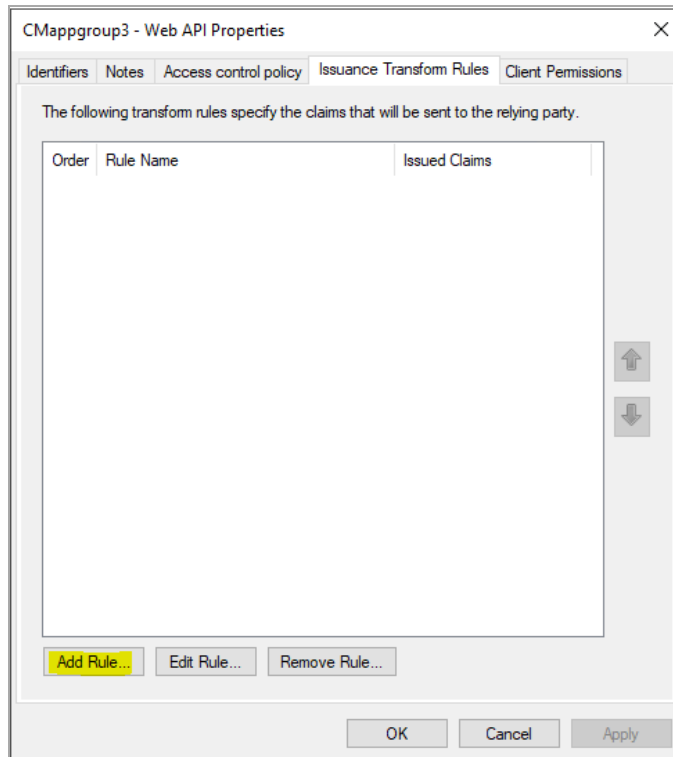 CMappgroup3 - Web API Properties
Identifiers Notes Access control policy Issuance Transform Rules Client Permissions
The following transform rules specify the claims that will be sent to the relying party.
Order Rule Name Issued Claims
Add Rule... Edit Rule... Remove Rule...
OK Cancel Apply